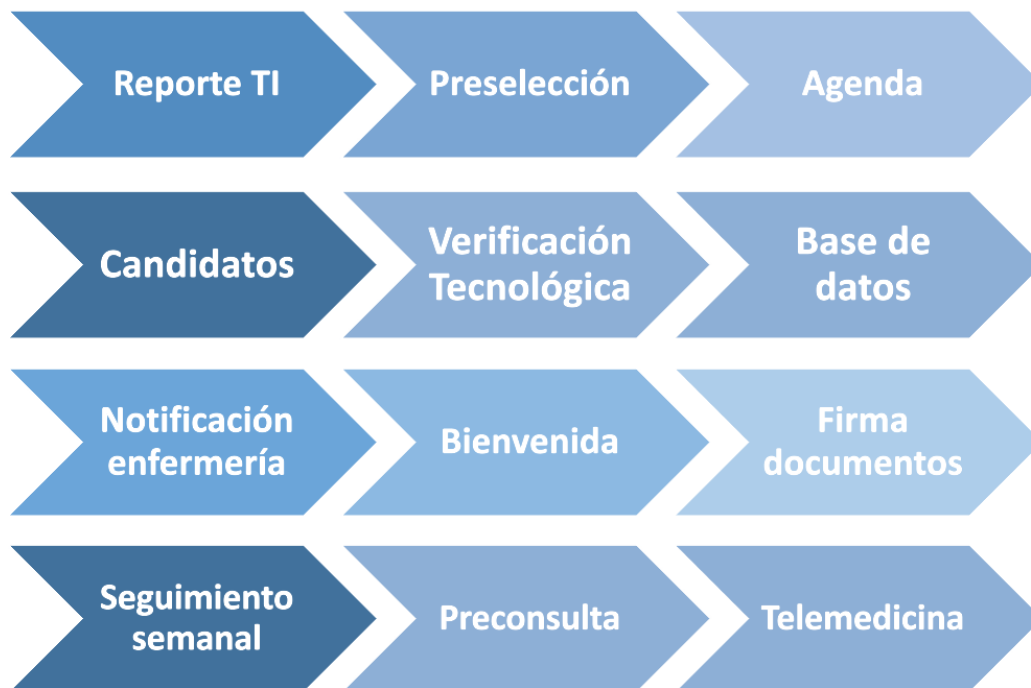 Reporte TI
Preselección
Agenda
Candidatos
Verificación
Tecnológica
Base de
datos
Notificación
enfermería
Bienvenida
Firma
documentos
Seguimiento
semanal
Preconsulta
Telemedicina